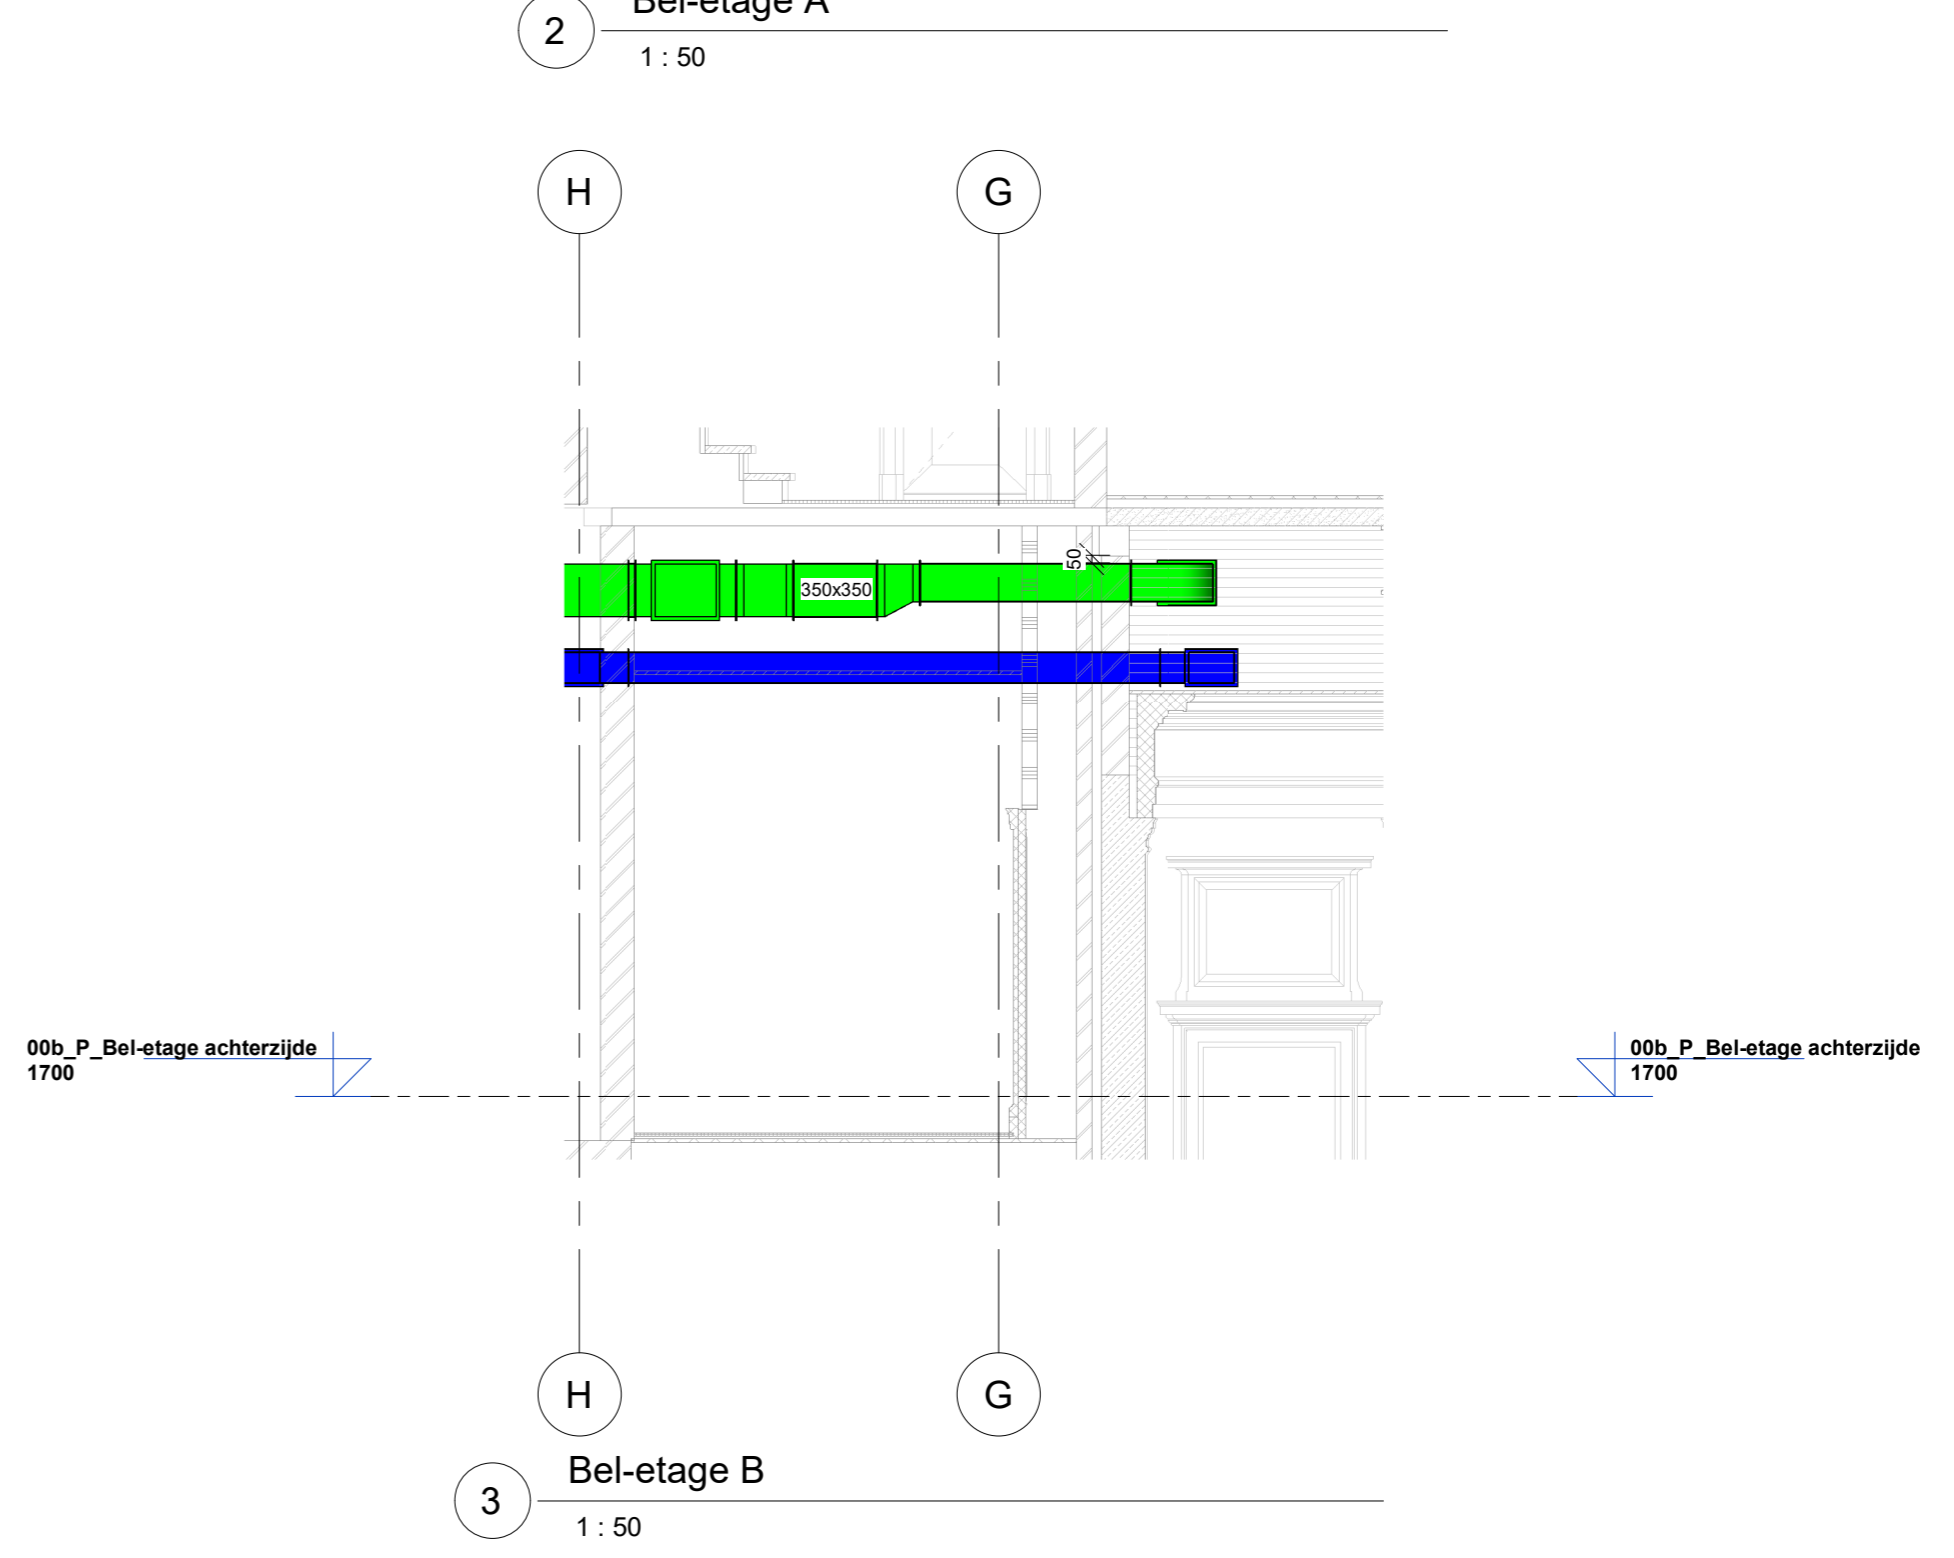 Bel-etage A
2
1 : 50
H
G
50
350x350
00b_P_Bel-etage achterzijde
1700
00b_P_Bel-etage achterzijde
1700
H
G
Bel-etage B
3
1 : 50